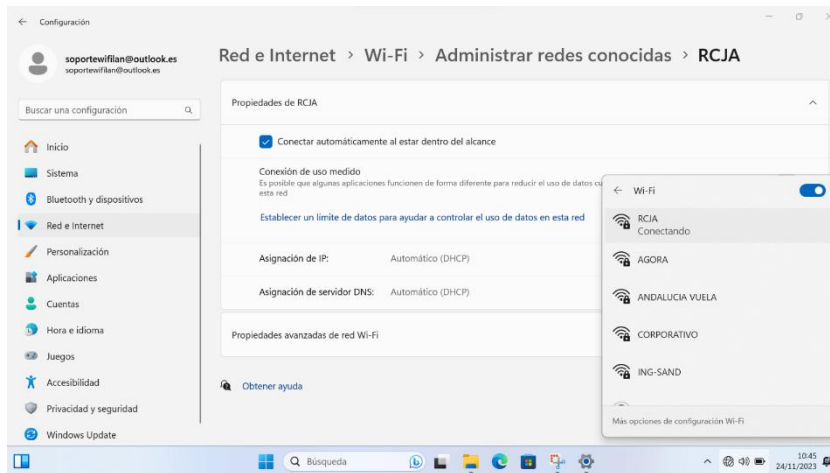 Configuración
soportewifilan@outlook.es
soportewifilan@outlook.es
Buscar una configuración
Inicio
Sistema
Bluetooth y dispositivos
Red e Internet
Personalización
Aplicaciones
Cuentas
Hora e idioma
Juegos
Accesibilidad
Privacidad y seguridad
Windows Update
Red e Internet > Wi-Fi > Administrar redes conocidas > RCJA
Propiedades de RCJA
Conectar automáticamente al estar dentro del alcance
Conexión de uso medido
Es posible que algunas aplicaciones funcionen de forma diferente para reducir el uso de datos
esta red
Establecer un límite de datos para ayudar a controlar el uso de datos en esta red
Asignación de IP: Automático (DHCP)
Asignación de servidor DNS: Automático (DHCP)
Propiedades avanzadas de red Wi-Fi
Obtener ayuda
Wi-Fi
RCJA
Conectando
AGORA
ANDALUCIA VUELA
CORPORATIVO
ING-SAND
Más opciones de configuración Wi-Fi
Búsqueda
10:45
24/11/2023